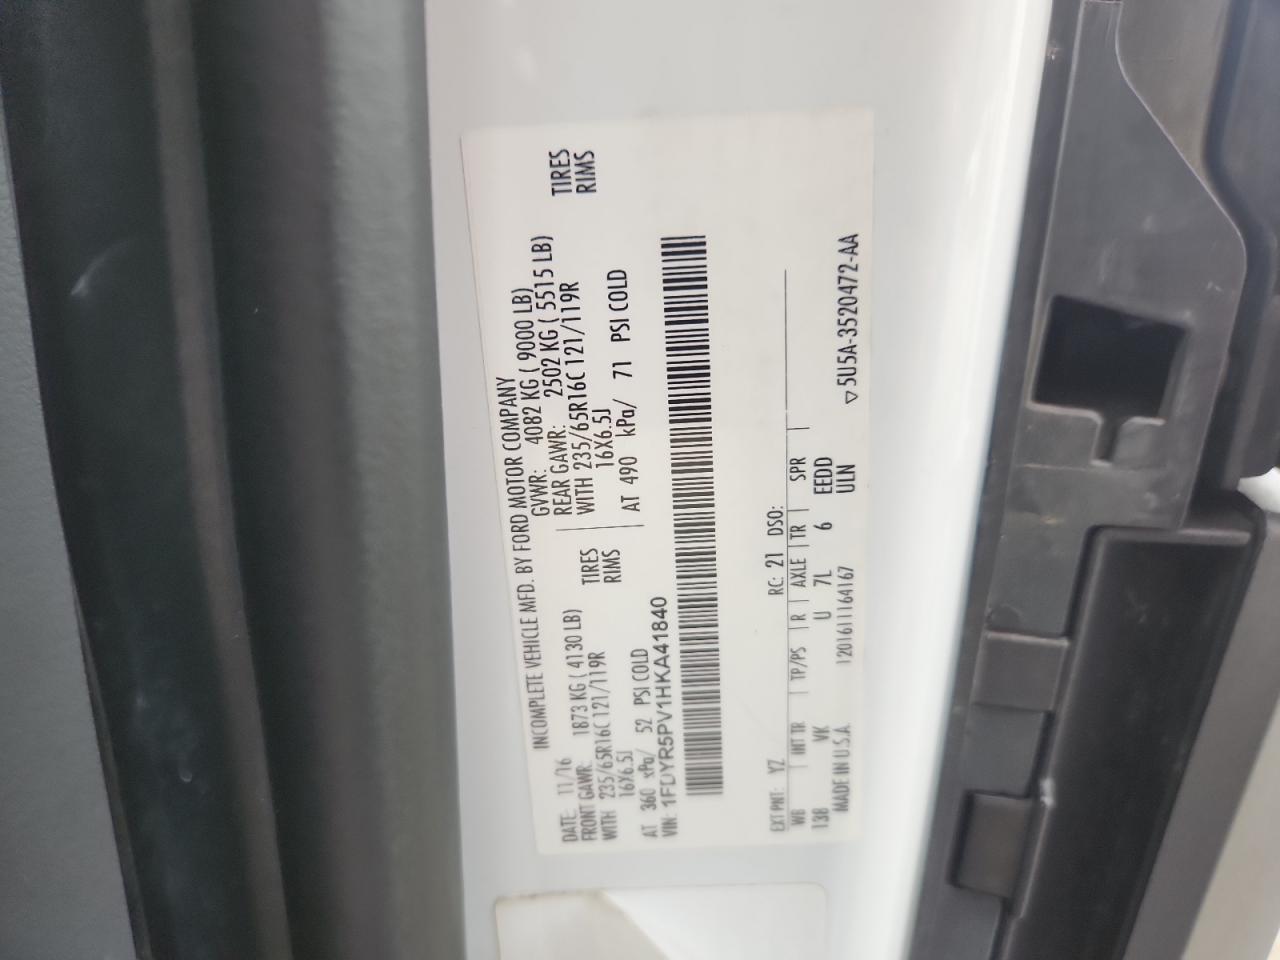 INCOMPLETE VEHICLE MFD. BY FORD MOTOR COMPANY
DATE: 11/16 GVWR: 4082 KG ( 9000 LB)
FRONT GAWR: 1873 KG ( 4130 LB) REAR GAWR: 2502 KG ( 5515 LB)
WITH 235/65R16C 121/119R TIRES WITH 235/65R16C 121/119R TIRES
16X6.5J RIMS 16X6.5J RIMS
AT 360 kPa/ 52 PSI COLD AT 490 kPa/ 71 PSI COLD
VIN: 1FDYR5PV1HKA41840
EXT PNT: YZ RC: 21 DSO:
WB INT TR TP/PS R AXLE TR SPR
138 VK U 7L 6 EEDD
MADE IN U.S.A. 12016111164167 ULN
▽5U5A-3520472-AA